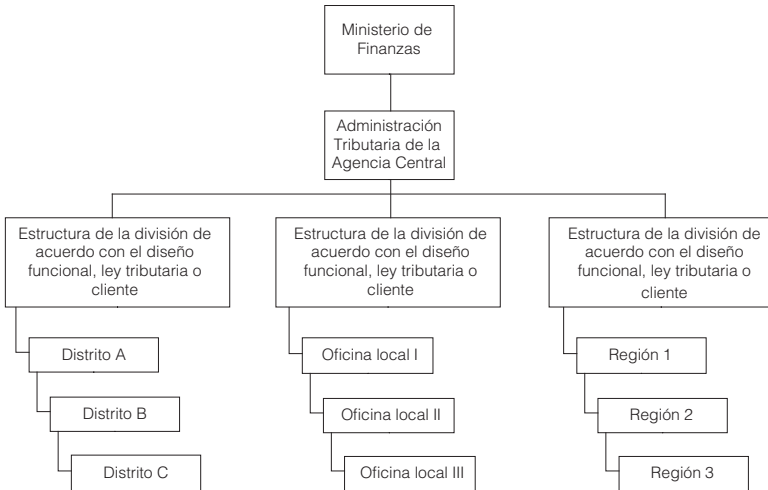 Ministerio de
Finanzas
Administración
Tributaria de la
Agencia Central
Estructura de la división de
acuerdo con el diseño
funcional, ley tributaria o
cliente
Distrito A
Distrito B
Distrito C
Estructura de la división de
acuerdo con el diseño
funcional, ley tributaria o
cliente
Oficina local I
Oficina local II
Oficina local III
Estructura de la división de
acuerdo con el diseño
funcional, ley tributaria o
cliente
Región 1
Región 2
Región 3